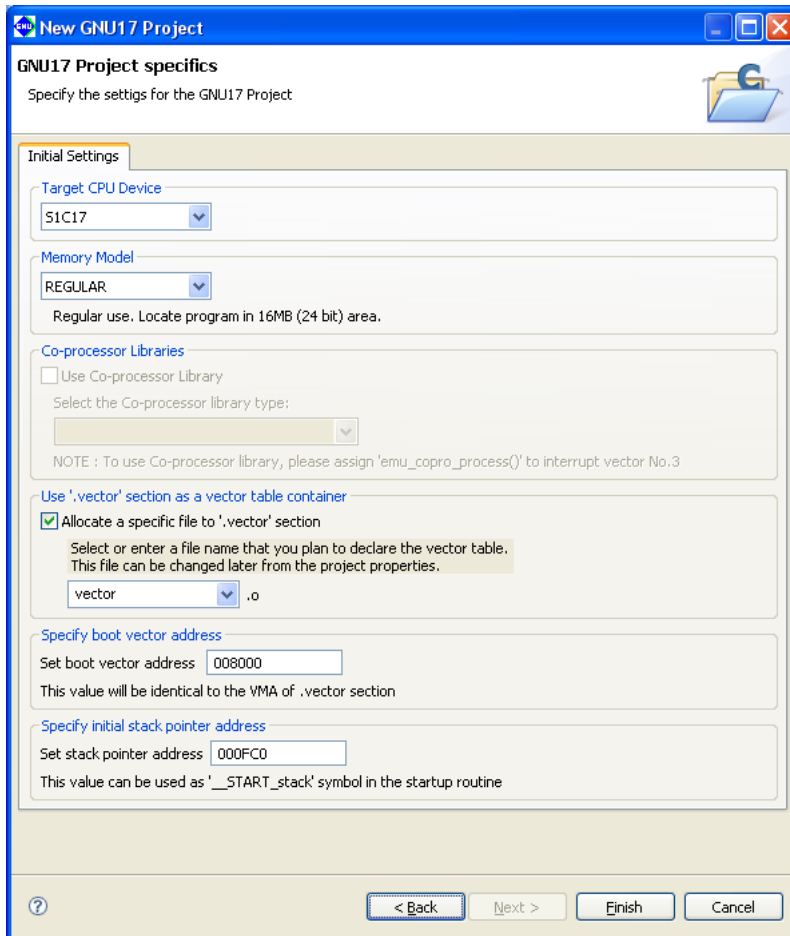 GNU New GNU17 Project
GNU17 Project specifics
Specify the settigs for the GNU17 Project
C
Initial Settings
Target CPU Device
S1C17
Memory Model
REGULAR
Regular use. Locate program in 16MB (24 bit) area.
Co-processor Libraries
Use Co-processor Library
Select the Co-processor library type:
NOTE : To use Co-processor library, please assign 'emu_copro_process()' to interrupt vector No.3
Use '.vector' section as a vector table container
Allocate a specific file to '.vector' section
Select or enter a file name that you plan to declare the vector table.
This file can be changed later from the project properties.
vector .o
Specify boot vector address
Set boot vector address 008000
This value will be identical to the VMA of .vector section
Specify initial stack pointer address
Set stack pointer address 000FC0
This value can be used as '__START_stack' symbol in the startup routine
? < Back Next > Finish Cancel